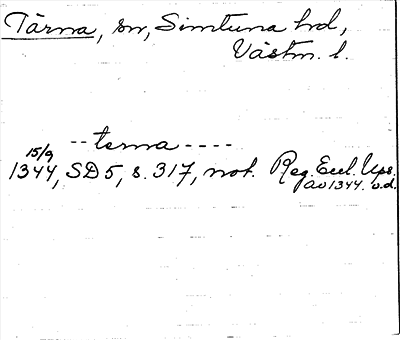 Tärna, sn, Simtuna hd,
Västm. l.
-- terna ----
15/9
1344, SD 5, s. 317, not. Reg. Eccl. Ups.
av 1344. o.d.